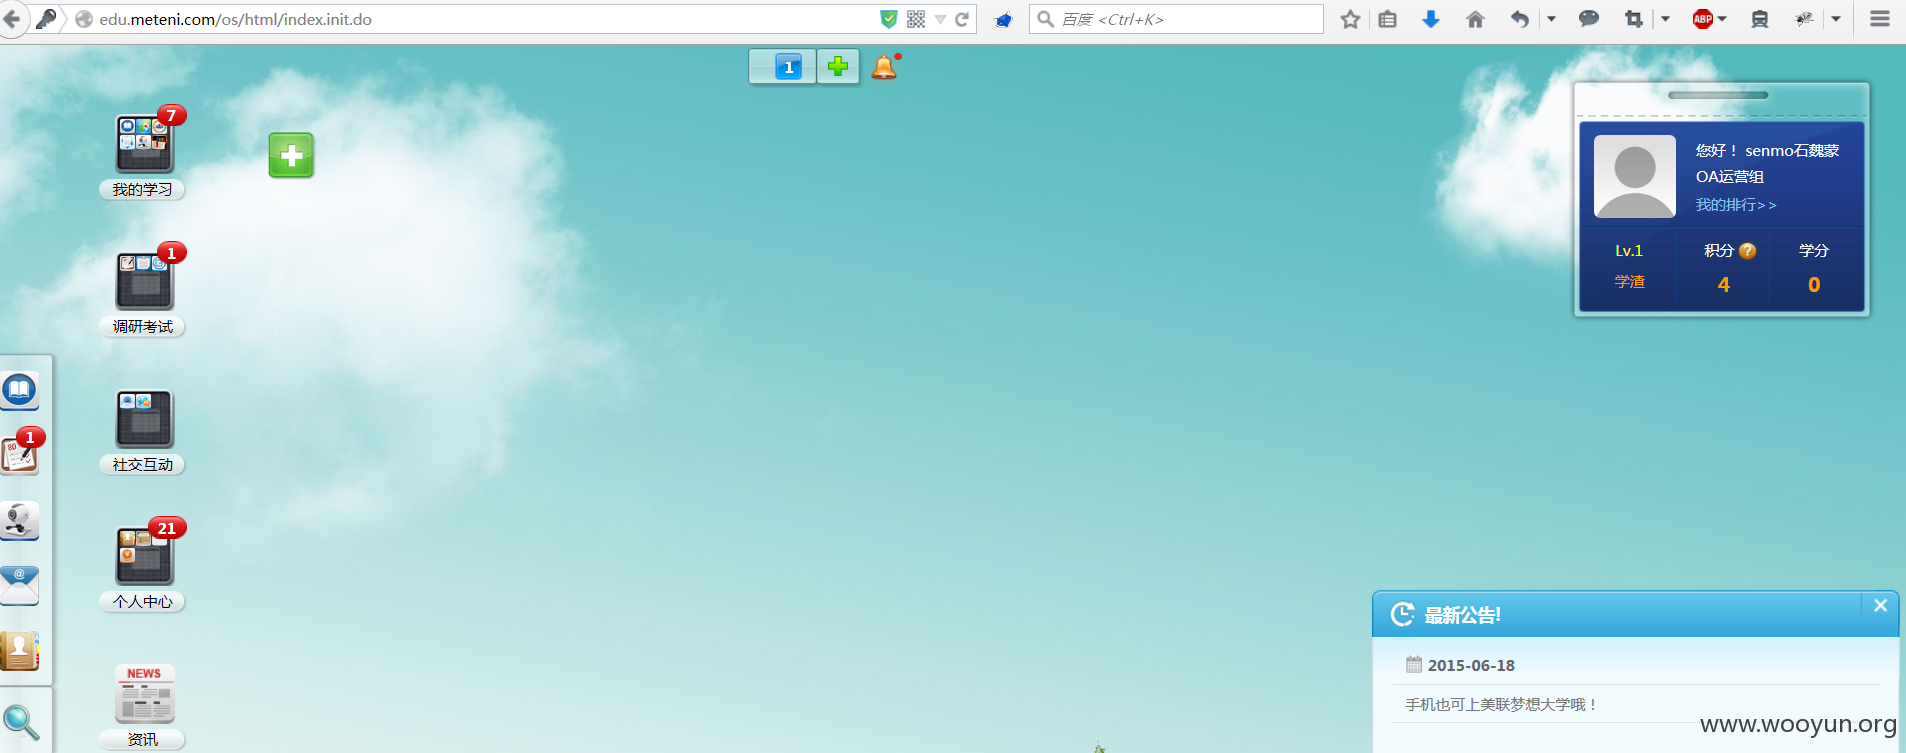 edu.meteni.com/os/html/index.init.do
百度 <Ctrl+K>
ABP
1
7
我的学习
1
调研考试
社交互动
21
个人中心
NEWS
资讯
80
1
@
您好！ senmo石魏蒙
OA运营组
我的排行>>
Lv.1
积分 ?
学分
学渣
4
0
最新公告!
2015-06-18
手机也可上美联梦想大学哦！
www.wooyun.org